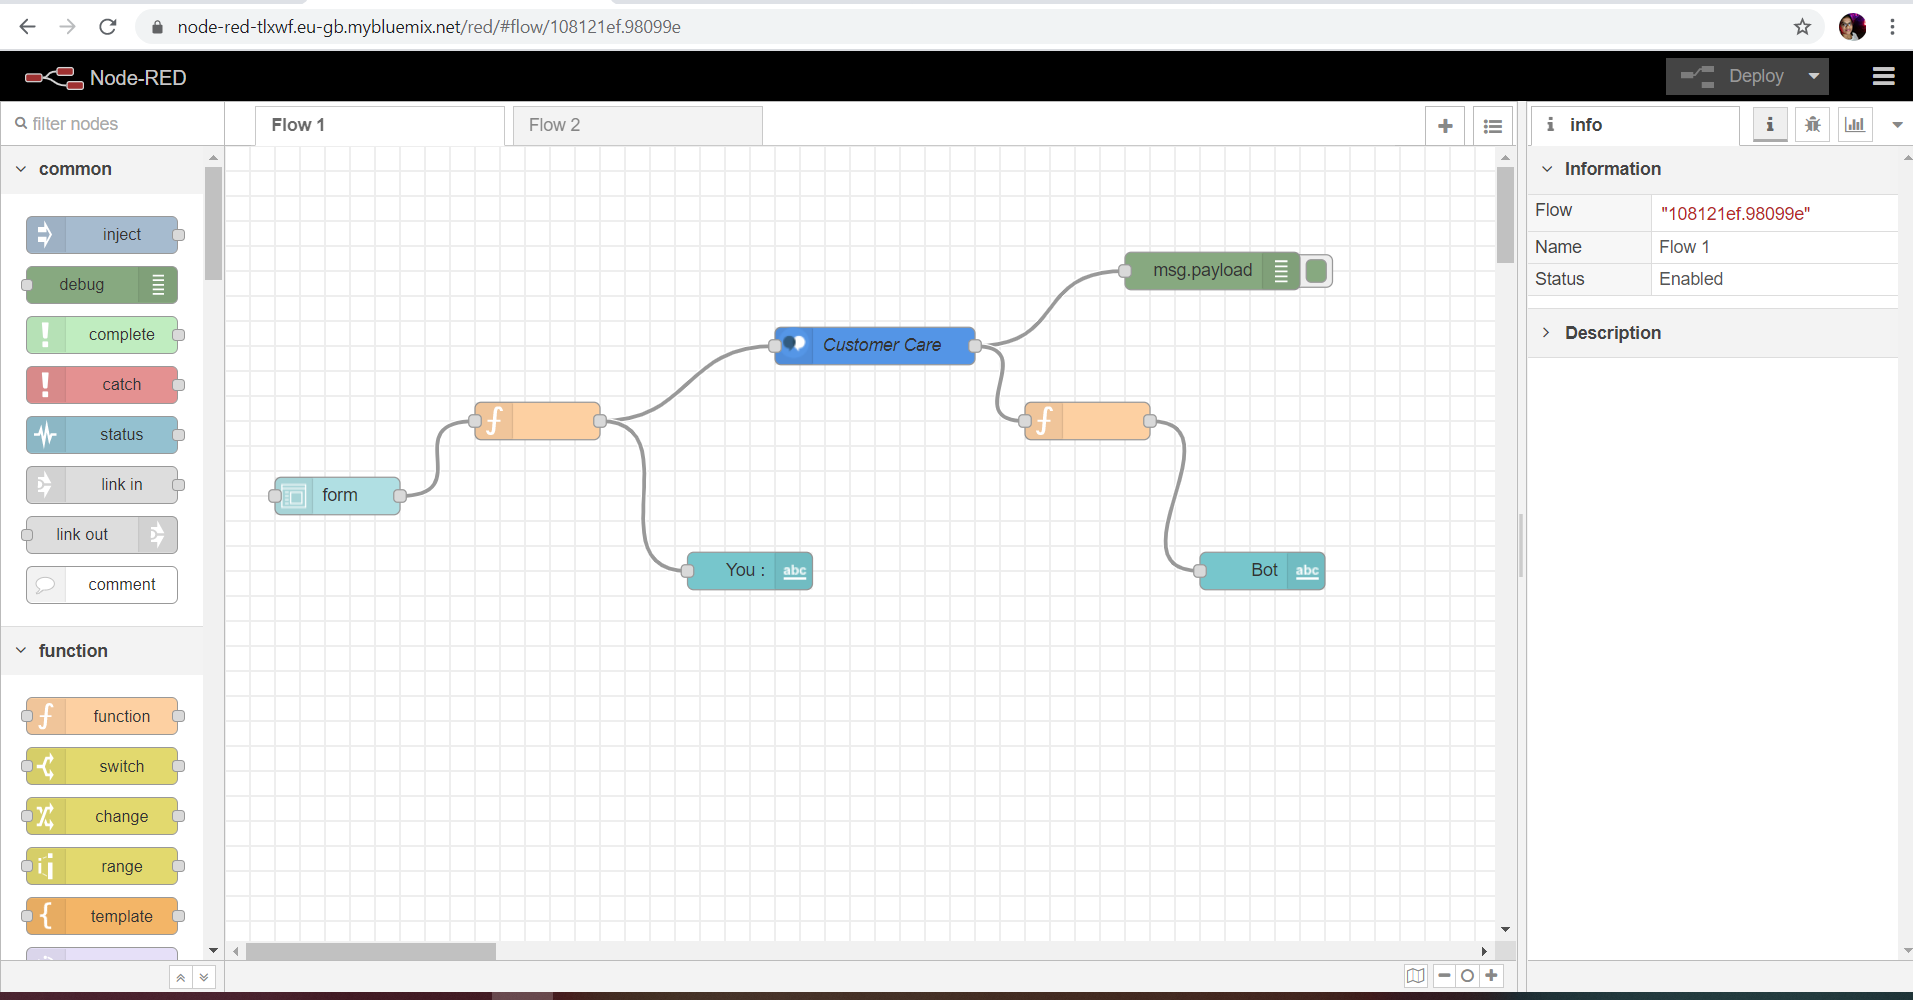 node-red-tlxwf.eu-gb.mybluemix.net/red/#flow/108121ef.98099e
Node-RED
Deploy
filter nodes
Flow 1
Flow 2
i info
i
common
Information
Flow
"108121ef.98099e"
Name
Flow 1
Status
Enabled
Description
inject
debug
complete
catch
status
link in
link out
comment
function
function
switch
change
range
template
msg.payload
Customer Care
form
You :
abc
Bot
abc